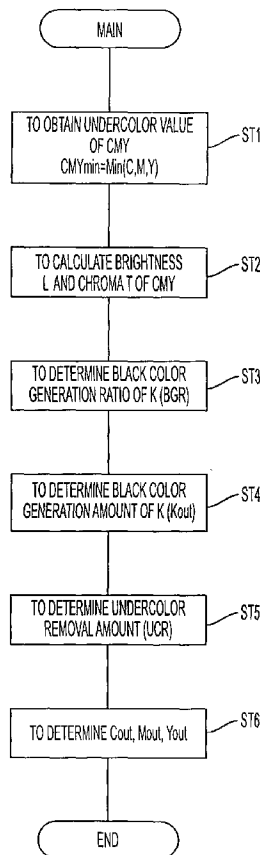 MAIN
TO OBTAIN UNDERCOLOR VALUE
OF CMY
CMYmin=Min(C,M,Y)
ST1
TO CALCULATE BRIGHTNESS
L AND CHROMA T OF CMY
ST2
TO DETERMINE BLACK COLOR
GENERATION RATIO OF K (BGR)
ST3
TO DETERMINE BLACK COLOR
GENERATION AMOUNT OF K (Kout)
ST4
TO DETERMINE UNDERCOLOR
REMOVAL AMOUNT (UCR)
ST5
TO DETERMINE Cout, Mout, Yout
ST6
END